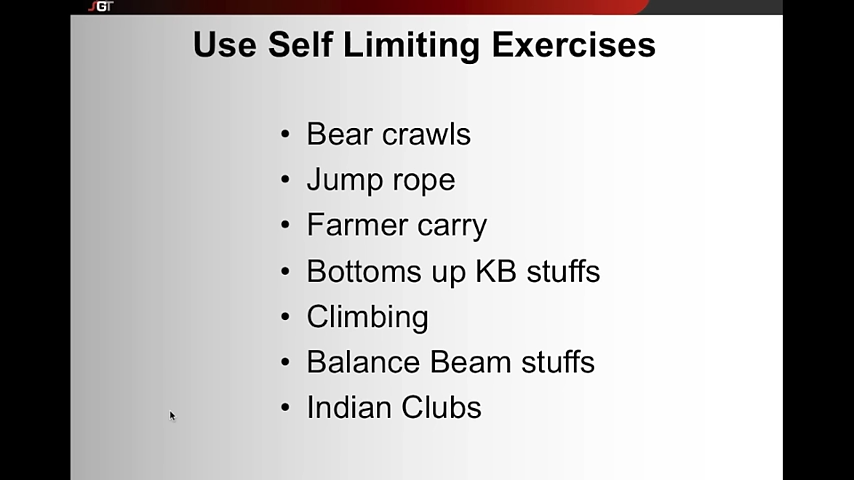 SGT
Use Self Limiting Exercises
• Bear crawls
• Jump rope
• Farmer carry
• Bottoms up KB stuffs
• Climbing
• Balance Beam stuffs
• Indian Clubs